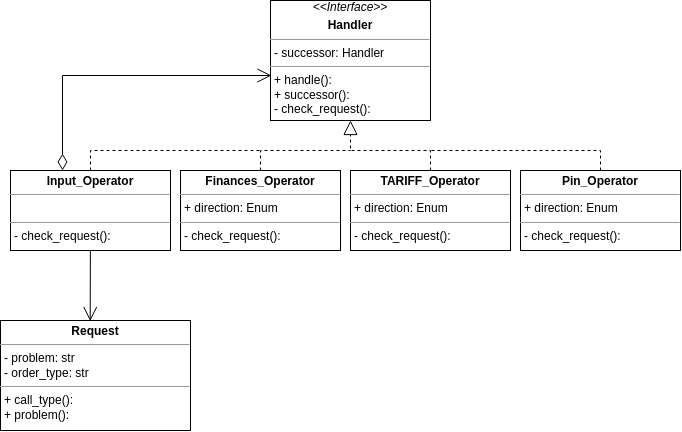 <<Interface>>
Handler
- successor: Handler
+ handle():
+ successor():
- check_request():
Input_Operator
- check_request():
Finances_Operator
+ direction: Enum
- check_request():
TARIFF_Operator
+ direction: Enum
- check_request():
Pin_Operator
+ direction: Enum
- check_request():
Request
- problem: str
- order_type: str
+ call_type():
+ problem():